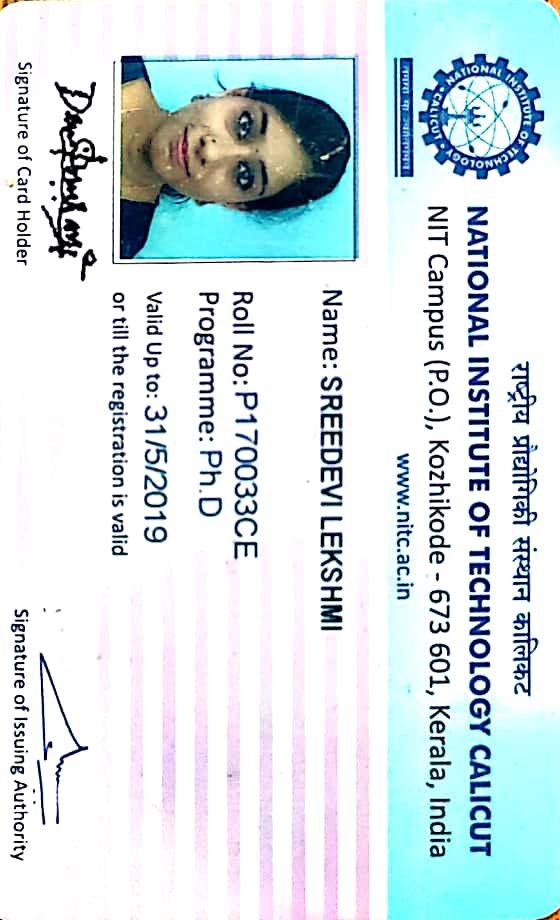 राष्ट्रीय प्रौद्योगिकी संस्थान कालिकट
NATIONAL INSTITUTE OF TECHNOLOGY CALICUT
NIT Campus (P.O.), Kozhikode - 673 601, Kerala, India
www.nitc.ac.in
NATIONAL INSTITUTE OF TECHNOLOGY
CALICUT
तमसो मा ज्योतिर्गमय
Name: SREEDEVI LEKSHMI
Roll No: P170033CE
Programme: Ph.D
Valid Up to: 31/5/2019
or till the registration is valid
Signature of Card Holder
Signature of Issuing Authority